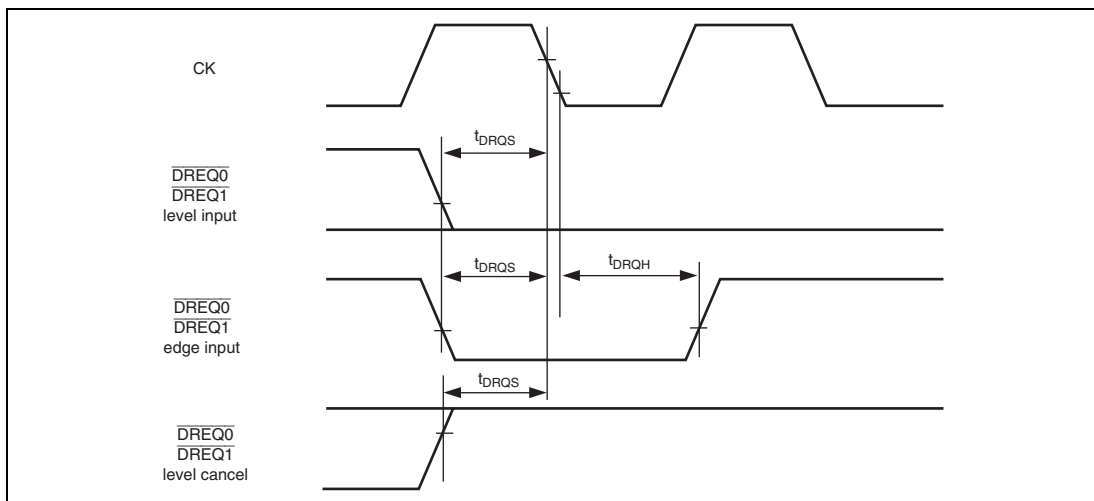 CK
tDRQS
DREQ0
DREQ1
level input
tDRQS
tDRQH
DREQ0
DREQ1
edge input
tDRQS
DREQ0
DREQ1
level cancel